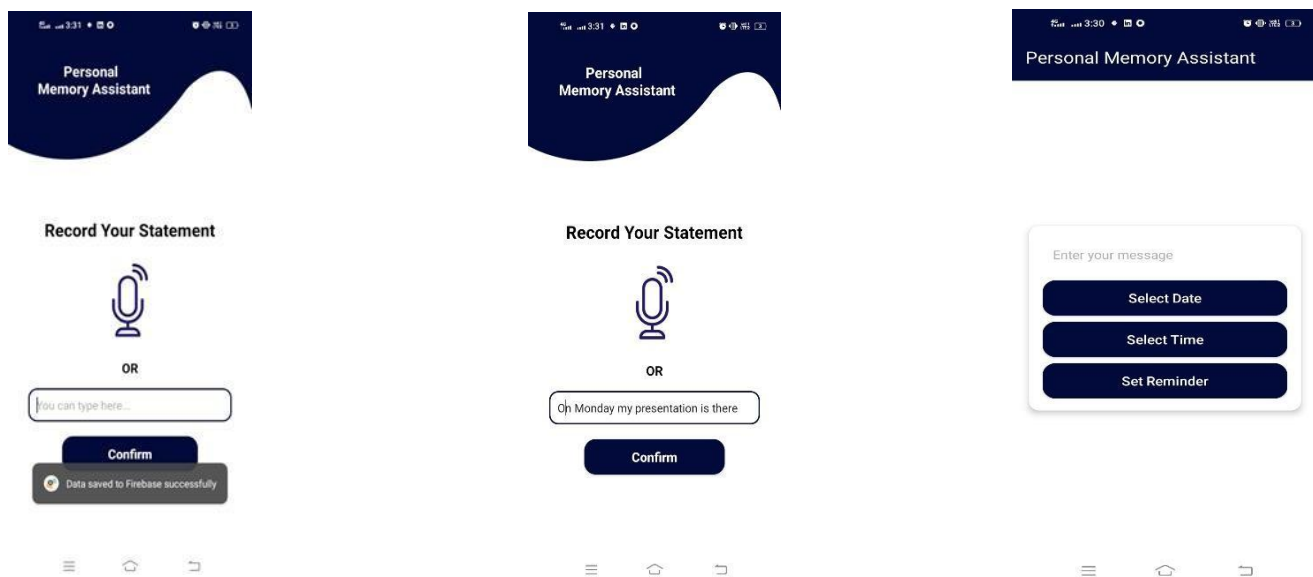 3:31
Personal
Memory Assistant
Record Your Statement
OR
You can type here...
Confirm
Data saved to Firebase successfully
3:31
Personal
Memory Assistant
Record Your Statement
OR
On Monday my presentation is there
Confirm
3:30
Personal Memory Assistant
Enter your message
Select Date
Select Time
Set Reminder